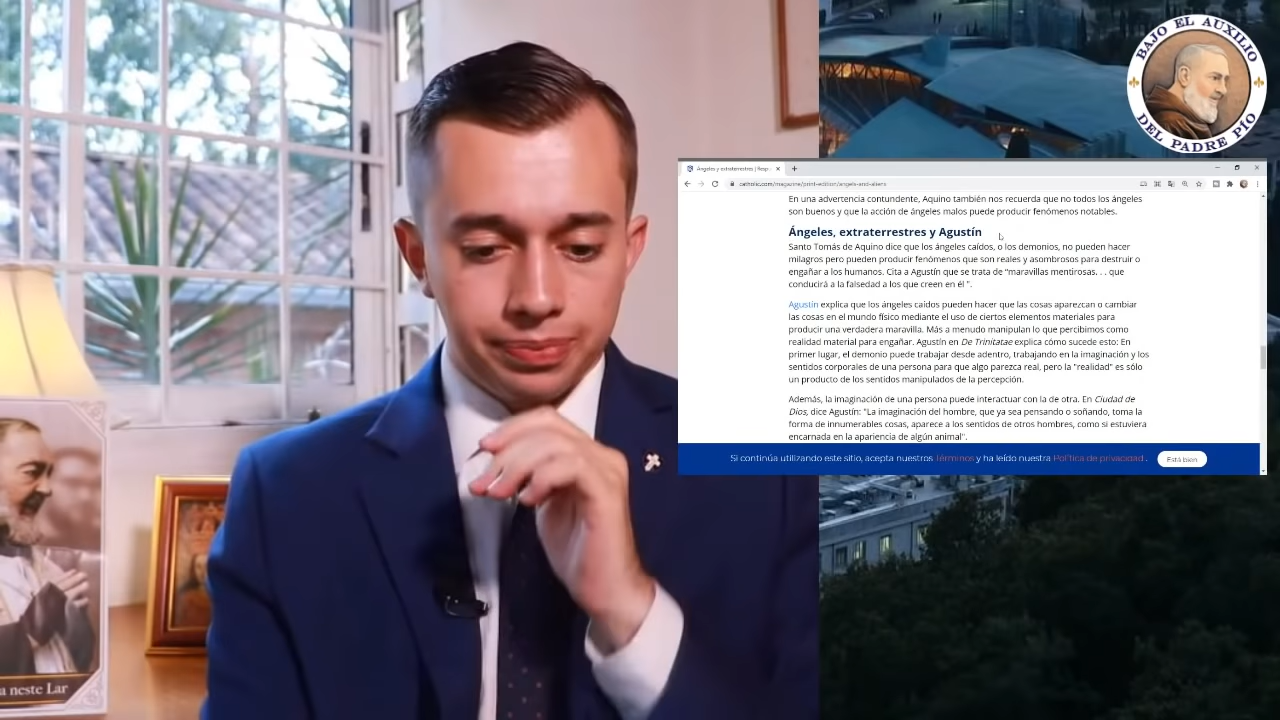 BAJO EL AUXILIO
DEL PADRE PIO
Ángeles y extraterrestres | Resp
catholic.com/magazine/print-edition/angels-and-aliens
En una advertencia contundente, Aquino también nos recuerda que no todos los ángeles
son buenos y que la acción de ángeles malos puede producir fenómenos notables.
Ángeles, extraterrestres y Agustín
Santo Tomás de Aquino dice que los ángeles caídos, o los demonios, no pueden hacer
milagros pero pueden producir fenómenos que son reales y asombrosos para destruir o
engañar a los humanos. Cita a Agustín que se trata de "maravillas mentirosas. . . que
conducirá a la falsedad a los que creen en él ".
Agustín explica que los ángeles caídos pueden hacer que las cosas aparezcan o cambiar
las cosas en el mundo físico mediante el uso de ciertos elementos materiales para
producir una verdadera maravilla. Más a menudo manipulan lo que percibimos como
realidad material para engañar. Agustín en De Trinitatae explica cómo sucede esto: En
primer lugar, el demonio puede trabajar desde adentro, trabajando en la imaginación y los
sentidos corporales de una persona para que algo parezca real, pero la "realidad" es sólo
un producto de los sentidos manipulados de la percepción.
Además, la imaginación de una persona puede interactuar con la de otra. En Ciudad de
Dios, dice Agustín: "La imaginación del hombre, que ya sea pensando o soñando, toma la
forma de innumerables cosas, aparece a los sentidos de otros hombres, como si estuviera
encarnada en la apariencia de algún animal".
Si continúa utilizando este sitio, acepta nuestros Términos y ha leído nuestra Política de privacidad .
Está bien
a neste Lar